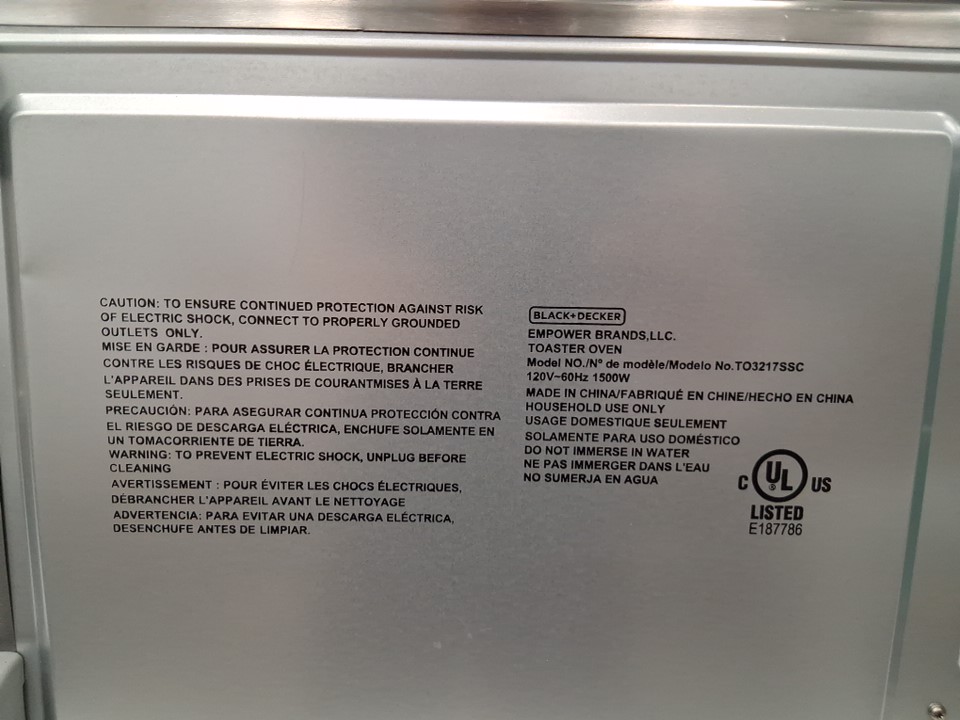 CAUTION: TO ENSURE CONTINUED PROTECTION AGAINST RISK
OF ELECTRIC SHOCK, CONNECT TO PROPERLY GROUNDED
OUTLETS ONLY.
MISE EN GARDE : POUR ASSURER LA PROTECTION CONTINUE
CONTRE LES RISQUES DE CHOC ÉLECTRIQUE, BRANCHER
L'APPAREIL DANS DES PRISES DE COURANTMISES À LA TERRE
SEULEMENT.
PRECAUCIÓN: PARA ASEGURAR CONTINUA PROTECCIÓN CONTRA
EL RIESGO DE DESCARGA ELÉCTRICA, ENCHUFE SOLAMENTE EN
UN TOMACORRIENTE DE TIERRA.
WARNING: TO PREVENT ELECTRIC SHOCK, UNPLUG BEFORE
CLEANING
AVERTISSEMENT : POUR ÉVITER LES CHOCS ÉLECTRIQUES,
DÉBRANCHER L'APPAREIL AVANT LE NETTOYAGE
ADVERTENCIA: PARA EVITAR UNA DESCARGA ELÉCTRICA,
DESENCHUFE ANTES DE LIMPIAR.
BLACK+DECKER
EMPOWER BRANDS,LLC.
TOASTER OVEN
Model NO./Nº de modèle/Modelo No.TO3217SSC
120V~60Hz 1500W
MADE IN CHINA/FABRIQUÉ EN CHINE/HECHO EN CHINA
HOUSEHOLD USE ONLY
USAGE DOMESTIQUE SEULEMENT
SOLAMENTE PARA USO DOMÉSTICO
DO NOT IMMERSE IN WATER
NE PAS IMMERGER DANS L'EAU
NO SUMERJA EN AGUA
C UL ® US
LISTED
E187786